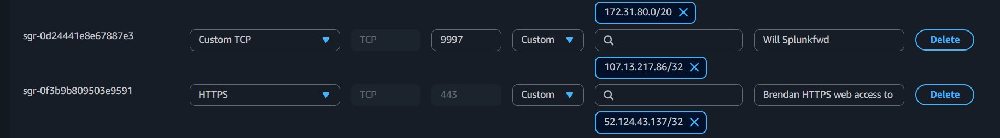 172.31.80.0/20
sgr-0d24441e8e67887e3 Custom TCP TCP 9997 Custom Will Splunkfwd Delete
107.13.217.86/32
sgr-0f3b9b809503e9591 HTTPS TCP 443 Custom Brendan HTTPS web access to Delete
52.124.43.137/32